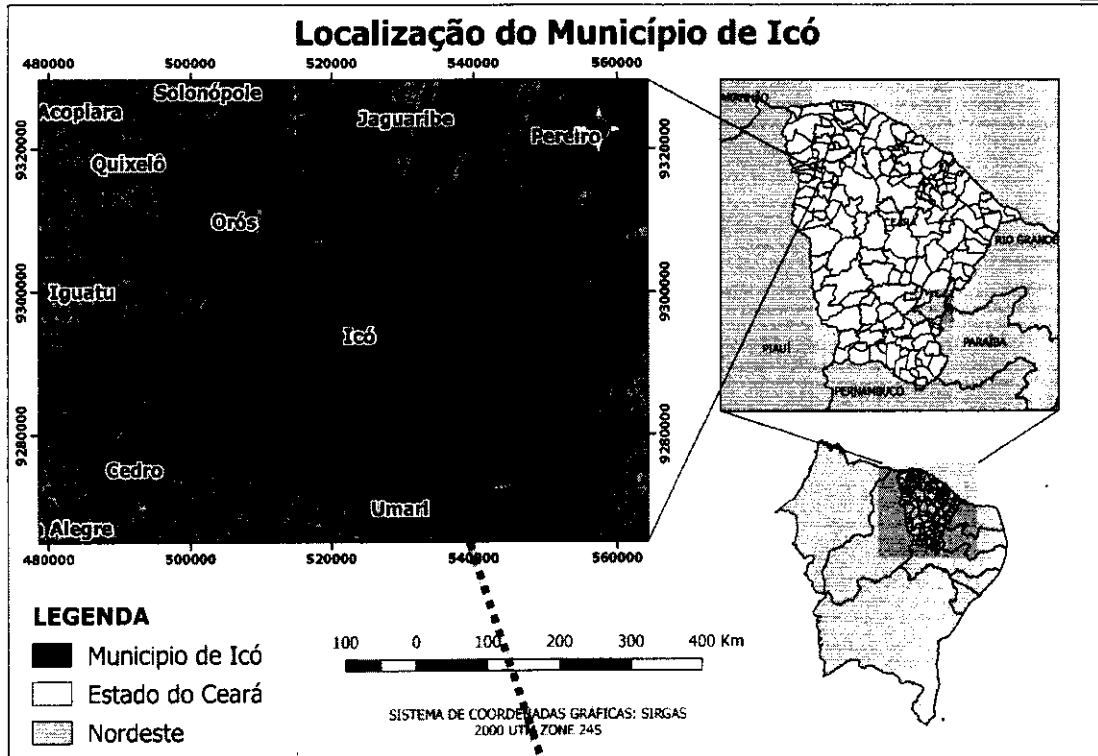 Localização do Município de Icó
480000 500000 520000 540000 560000
Solonópole
Acopiara
Jaguaribe
Pereiro
Quixelô
Orós
Iguatu
Icó
Cedro
Umari
Alegre
9320000
9300000
9280000
9320000
9300000
9280000
480000 500000 520000 540000 560000
CEARÁ
RIO GRANDE
PIAUÍ
PARAÍBA
PERNAMBUCO
LEGENDA
Municipio de Icó
Estado do Ceará
Nordeste
100 0 100 200 300 400 Km
SISTEMA DE COORDENADAS GRÁFICAS: SIRGAS
2000 UTM ZONE 24S